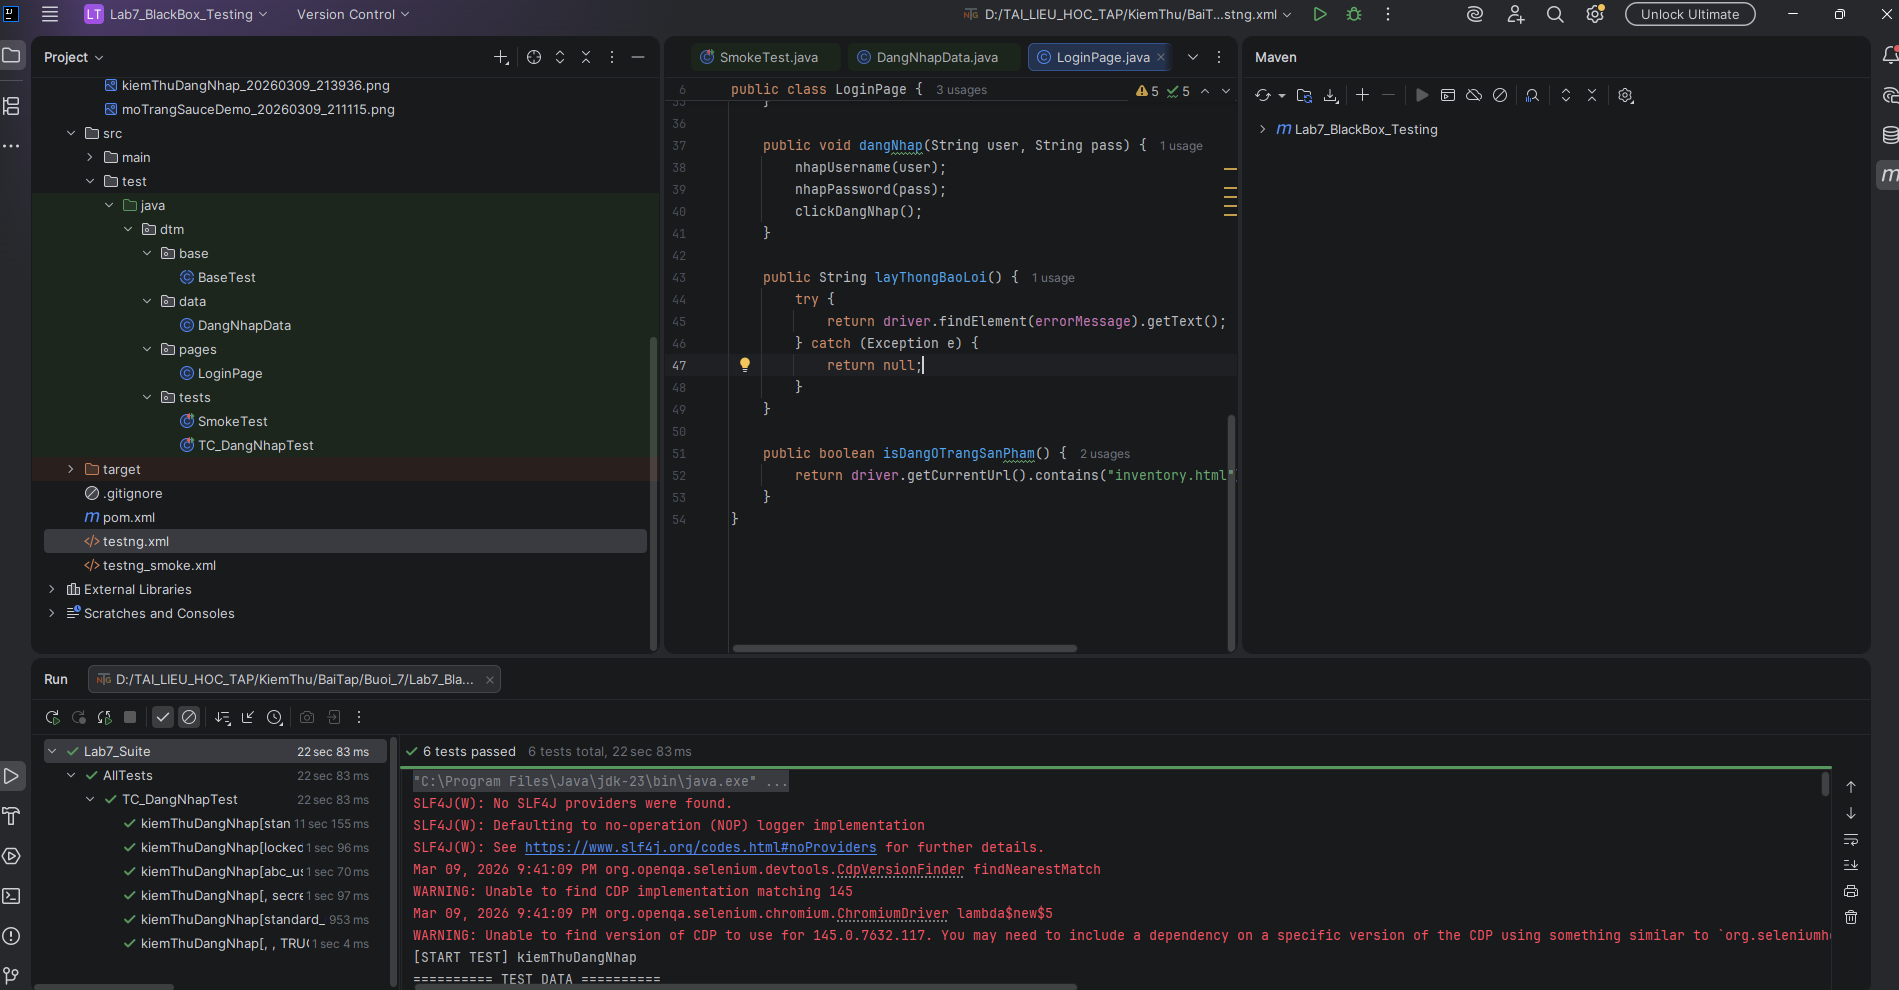 LT Lab7_BlackBox_Testing Version Control D:/TAI_LIEU_HOC_TAP/KiemThu/BaiT...stng.xml Unlock Ultimate
Project
kiemThuDangNhap_20260309_213936.png
moTrangSauceDemo_20260309_211115.png
src
main
test
java
dtm
base
BaseTest
data
DangNhapData
pages
LoginPage
tests
SmokeTest
TC_DangNhapTest
target
.gitignore
pom.xml
testng.xml
testng_smoke.xml
External Libraries
Scratches and Consoles
SmokeTest.java DangNhapData.java LoginPage.java
6 public class LoginPage { 3 usages 5 5
35 }
36
37 public void dangNhap(String user, String pass) { 1 usage
38 nhapUsername(user);
39 nhapPassword(pass);
40 clickDangNhap();
41 }
42
43 public String layThongBaoLoi() { 1 usage
44 try {
45 return driver.findElement(errorMessage).getText();
46 } catch (Exception e) {
47 return null;
48 }
49 }
50
51 public boolean isDangOTrangSanPham() { 2 usages
52 return driver.getCurrentUrl().contains("inventory.html"
53 }
54 }
Maven
m Lab7_BlackBox_Testing
Run D:/TAI_LIEU_HOC_TAP/KiemThu/BaiTap/Buoi_7/Lab7_Bla...
Lab7_Suite 22 sec 83 ms
AllTests 22 sec 83 ms
TC_DangNhapTest 22 sec 83 ms
kiemThuDangNhap[stan 11 sec 155 ms
kiemThuDangNhap[locked 1 sec 96 ms
kiemThuDangNhap[abc_us 1 sec 70 ms
kiemThuDangNhap[, secre 1 sec 97 ms
kiemThuDangNhap[standard_ 953 ms
kiemThuDangNhap[, , TRUO 1 sec 4 ms
6 tests passed 6 tests total, 22 sec 83 ms
"C:\Program Files\Java\jdk-23\bin\java.exe" ...
SLF4J(W): No SLF4J providers were found.
SLF4J(W): Defaulting to no-operation (NOP) logger implementation
SLF4J(W): See https://www.slf4j.org/codes.html#noProviders for further details.
Mar 09, 2026 9:41:09 PM org.openqa.selenium.devtools.CdpVersionFinder findNearestMatch
WARNING: Unable to find CDP implementation matching 145
Mar 09, 2026 9:41:09 PM org.openqa.selenium.chromium.ChromiumDriver lambda$new$5
WARNING: Unable to find version of CDP to use for 145.0.7632.117. You may need to include a dependency on a specific version of the CDP using something similar to `org.seleniumh
[START TEST] kiemThuDangNhap
========== TEST DATA ==========